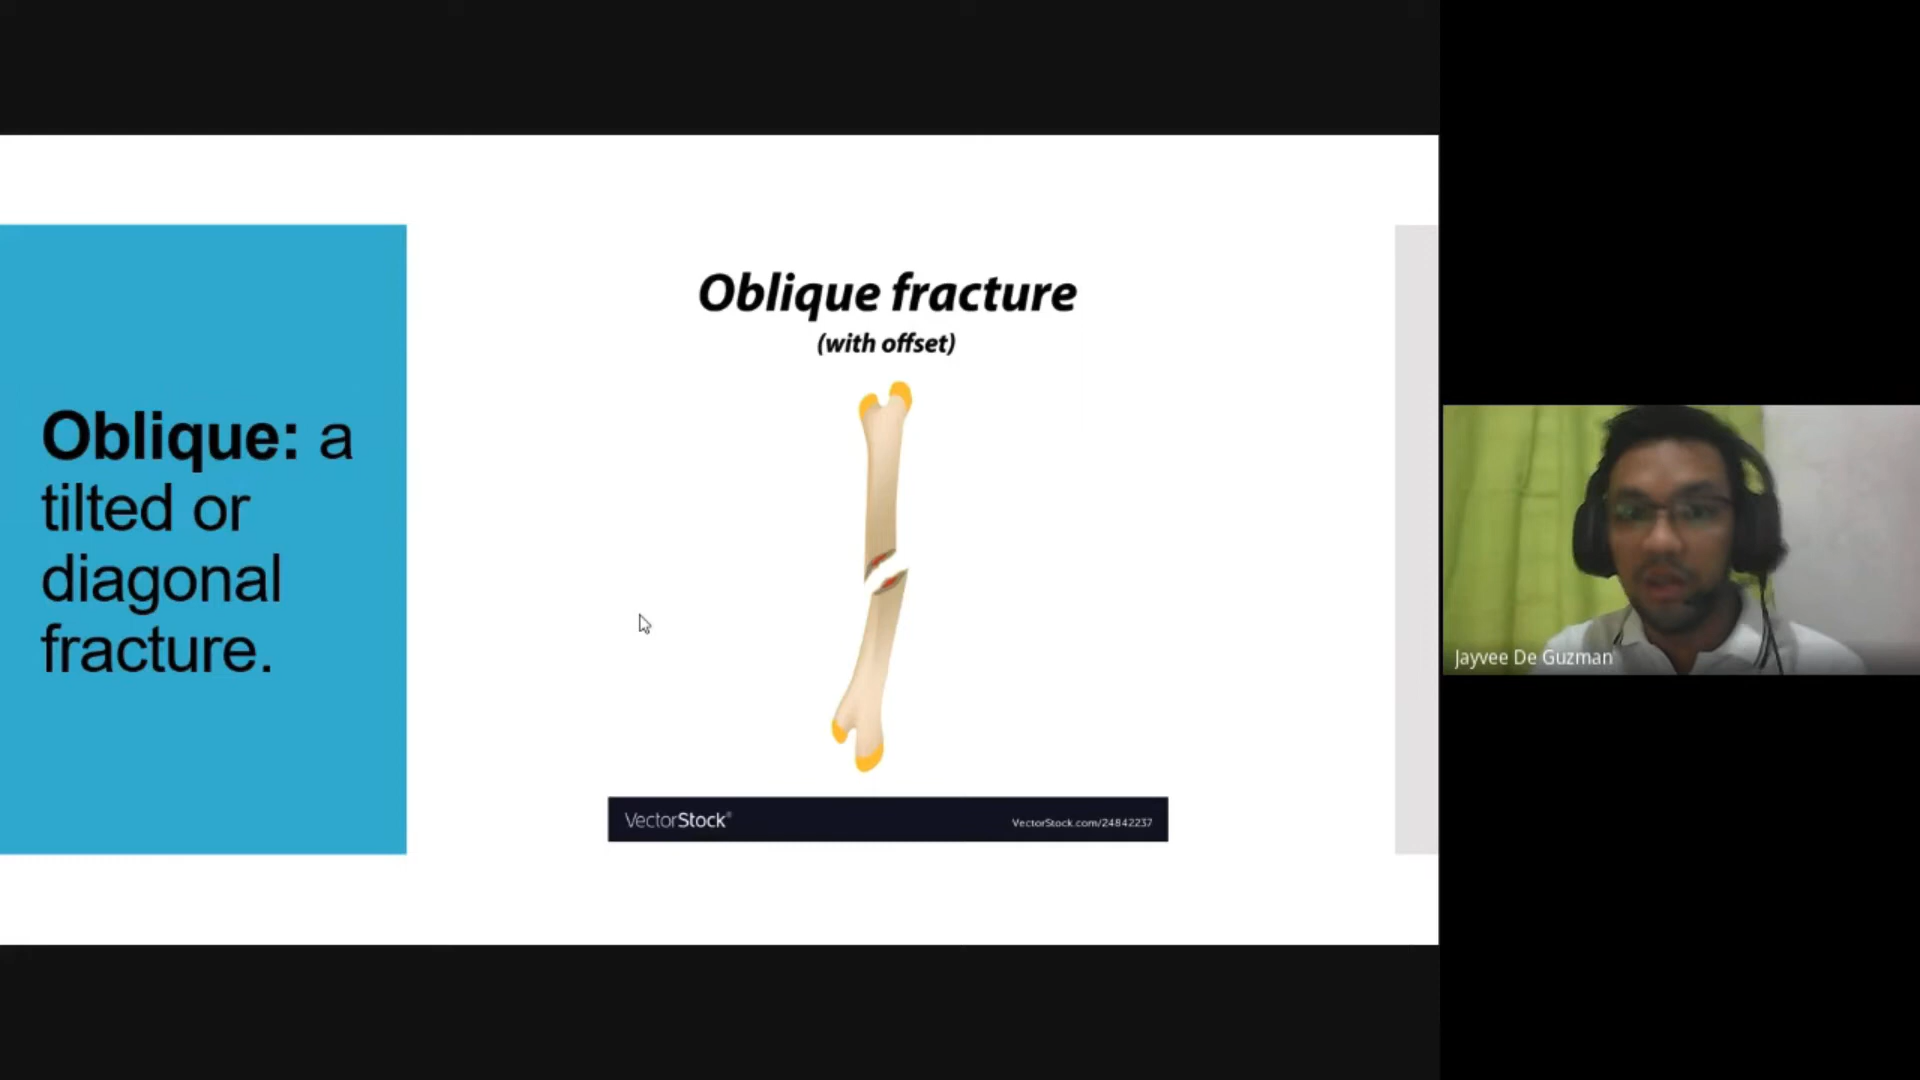 Oblique: a
tilted or
diagonal
fracture.
Oblique fracture
(with offset)
VectorStock®
VectorStock.com/24842237
Jayvee De Guzman